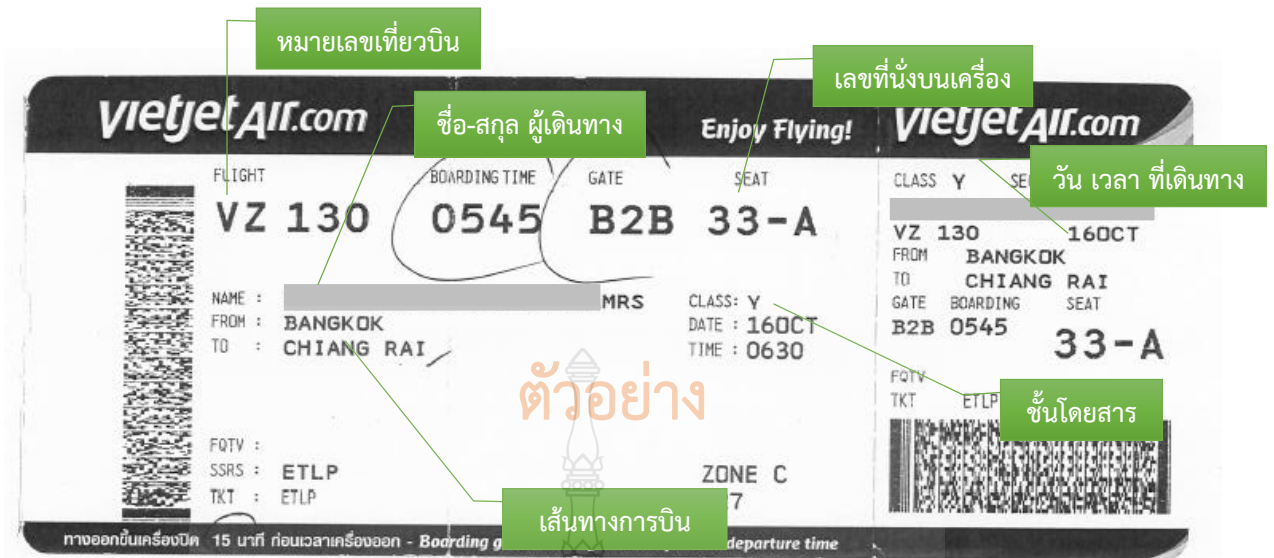 หมายเลขเที่ยวบิน
เลขที่นั่งบนเครื่อง
vietjetAir.com
ชื่อ-สกุล ผู้เดินทาง
Enjoy Flying!
vietjetAir.com
วัน เวลา ที่เดินทาง
FLIGHT BOARDING TIME GATE SEAT
VZ 130 0545 B2B 33-A
NAME : MRS
FROM : BANGKOK
TO : CHIANG RAI
CLASS: Y
DATE : 16OCT
TIME : 0630
ตัวอย่าง
FQTV :
SSRS : ETLP
TKT : ETLP
ZONE C
7
เส้นทางการบิน
ทางออกขึ้นเครื่องปิด 15 นาที ก่อนเวลาเครื่องออก - Boarding departure time
CLASS Y
VZ 130 16OCT
FROM BANGKOK
TO CHIANG RAI
GATE BOARDING SEAT
B2B 0545 33-A
FQTV
TKT ETLP
ชั้นโดยสาร